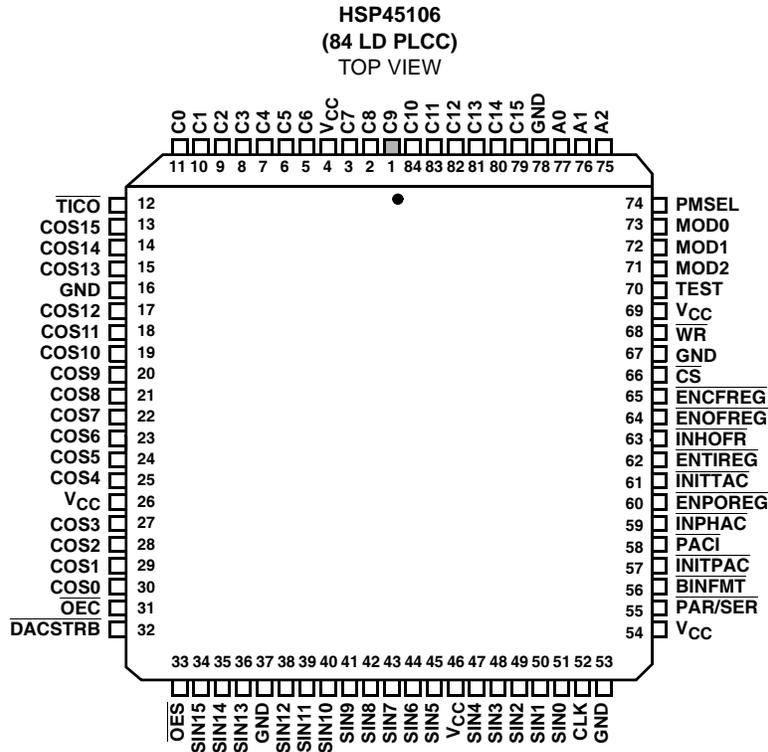 HSP45106
(84 LD PLCC)
TOP VIEW
C0 C1 C2 C3 C4 C5 C6 VCC C7 C8 C9 C10 C11 C12 C13 C14 C15 GND A0 A1 A2
11 10 9 8 7 6 5 4 3 2 1 84 83 82 81 80 79 78 77 76 75
TICO 12
COS15 13
COS14 14
COS13 15
GND 16
COS12 17
COS11 18
COS10 19
COS9 20
COS8 21
COS7 22
COS6 23
COS5 24
COS4 25
VCC 26
COS3 27
COS2 28
COS1 29
COS0 30
OEC 31
DACSTRB 32
74 PMSEL
73 MOD0
72 MOD1
71 MOD2
70 TEST
69 VCC
68 WR
67 GND
66 CS
65 ENCFREG
64 ENOFREG
63 INHOFR
62 ENTIREG
61 INITTAC
60 ENPOREG
59 INPHAC
58 PACI
57 INITPAC
56 BINFMT
55 PAR/SER
54 VCC
33 34 35 36 37 38 39 40 41 42 43 44 45 46 47 48 49 50 51 52 53
OES SIN15 SIN14 SIN13 GND SIN12 SIN11 SIN10 SIN9 SIN8 SIN7 SIN6 SIN5 VCC SIN4 SIN3 SIN2 SIN1 SIN0 CLK GND